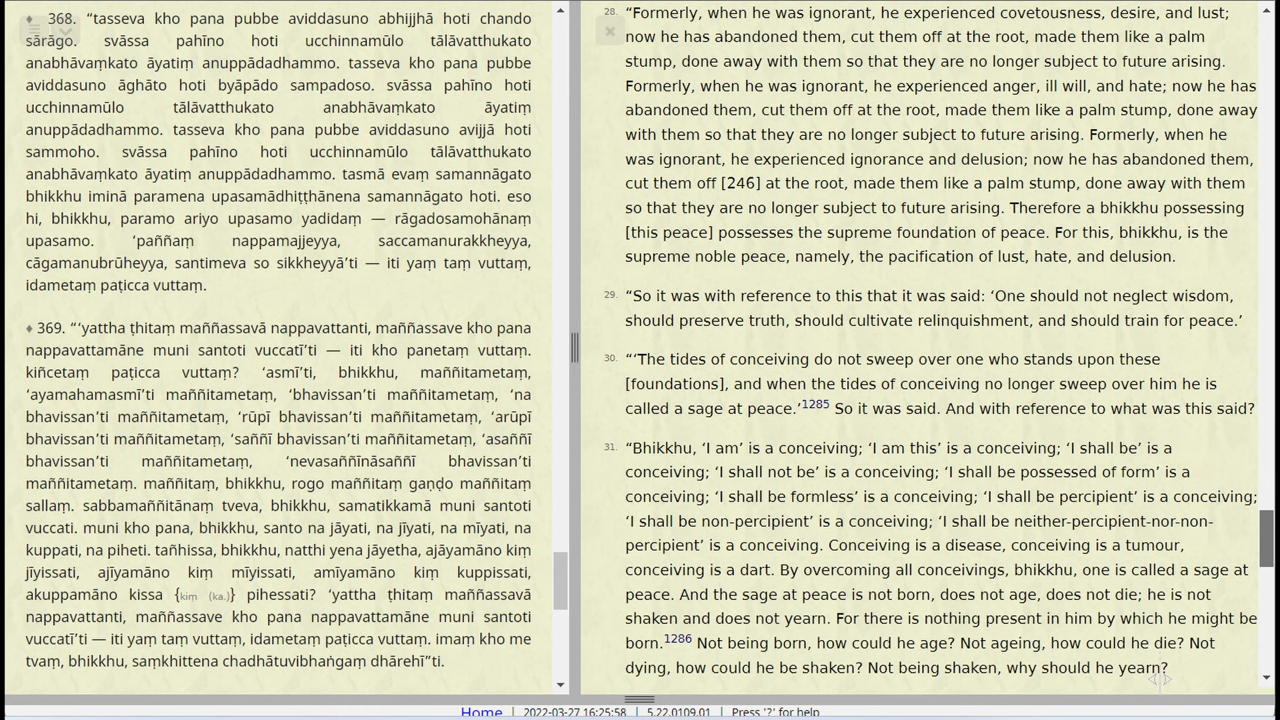 ♦ 368. “tasseva kho pana pubbe aviddasuno abhijjhā hoti chando
sārāgo. svāssa pahīno hoti ucchinnamūlo tālāvatthukato
anabhāvaṃkato āyatiṃ anuppādadhammo. tasseva kho pana pubbe
aviddasuno āghāto hoti byāpādo sampadoso. svāssa pahīno hoti
ucchinnamūlo tālāvatthukato anabhāvaṃkato āyatiṃ
anuppādadhammo. tasseva kho pana pubbe aviddasuno avijjā hoti
sammoho. svāssa pahīno hoti ucchinnamūlo tālāvatthukato
anabhāvaṃkato āyatiṃ anuppādadhammo. tasmā evaṃ samannāgato
bhikkhu iminā paramena upasamādhiṭṭhānena samannāgato hoti. eso
hi, bhikkhu, paramo ariyo upasamo yadidaṃ — rāgadosamohānaṃ
upasamo. ‘paññaṃ nappamajjeyya, saccamanurakkheyya,
cāgamanubrūheyya, santimeva so sikkheyyā’ti — iti yaṃ taṃ vuttaṃ,
idametaṃ paṭicca vuttaṃ.
♦ 369. “‘yattha ṭhitaṃ maññassavā nappavattanti, maññassave kho pana
nappavattamāne muni santoti vuccatī’ti — iti kho panetaṃ vuttaṃ.
kiñcetaṃ paṭicca vuttaṃ? ‘asmī’ti, bhikkhu, maññitametaṃ,
‘ayamahamasmī’ti maññitametaṃ, ‘bhavissan’ti maññitametaṃ, ‘na
bhavissan’ti maññitametaṃ, ‘rūpī bhavissan’ti maññitametaṃ, ‘arūpī
bhavissan’ti maññitametaṃ, ‘saññī bhavissan’ti maññitametaṃ, ‘asaññī
bhavissan’ti maññitametaṃ, ‘nevasaññīnāsaññī bhavissan’ti
maññitametaṃ. maññitaṃ, bhikkhu, rogo maññitaṃ gaṇḍo maññitaṃ
sallaṃ. sabbamaññitānaṃ tveva, bhikkhu, samatikkamā muni santoti
vuccati. muni kho pana, bhikkhu, santo na jāyati, na jīyati, na mīyati, na
kuppati, na piheti. tañhissa, bhikkhu, natthi yena jāyetha, ajāyamāno kiṃ
jīyissati, ajīyamāno kiṃ mīyissati, amīyamāno kiṃ kuppissati,
akuppamāno kissa {kiṃ (ka.)} pihessati? ‘yattha ṭhitaṃ maññassavā
nappavattanti, maññassave kho pana nappavattamāne muni santoti
vuccatī’ti — iti yaṃ taṃ vuttaṃ, idametaṃ paṭicca vuttaṃ. imaṃ kho me
tvaṃ, bhikkhu, saṃkhittena chadhātuvibhaṅgaṃ dhārehī”ti.
28. “Formerly, when he was ignorant, he experienced covetousness, desire, and lust;
now he has abandoned them, cut them off at the root, made them like a palm
stump, done away with them so that they are no longer subject to future arising.
Formerly, when he was ignorant, he experienced anger, ill will, and hate; now he has
abandoned them, cut them off at the root, made them like a palm stump, done away
with them so that they are no longer subject to future arising. Formerly, when he
was ignorant, he experienced ignorance and delusion; now he has abandoned them,
cut them off [246] at the root, made them like a palm stump, done away with them
so that they are no longer subject to future arising. Therefore a bhikkhu possessing
[this peace] possesses the supreme foundation of peace. For this, bhikkhu, is the
supreme noble peace, namely, the pacification of lust, hate, and delusion.
29. “So it was with reference to this that it was said: ‘One should not neglect wisdom,
should preserve truth, should cultivate relinquishment, and should train for peace.’
30. “‘The tides of conceiving do not sweep over one who stands upon these
[foundations], and when the tides of conceiving no longer sweep over him he is
called a sage at peace.’1285 So it was said. And with reference to what was this said?
31. “Bhikkhu, ‘I am’ is a conceiving; ‘I am this’ is a conceiving; ‘I shall be’ is a
conceiving; ‘I shall not be’ is a conceiving; ‘I shall be possessed of form’ is a
conceiving; ‘I shall be formless’ is a conceiving; ‘I shall be percipient’ is a conceiving;
‘I shall be non-percipient’ is a conceiving; ‘I shall be neither-percipient-nor-non-
percipient’ is a conceiving. Conceiving is a disease, conceiving is a tumour,
conceiving is a dart. By overcoming all conceivings, bhikkhu, one is called a sage at
peace. And the sage at peace is not born, does not age, does not die; he is not
shaken and does not yearn. For there is nothing present in him by which he might be
born.1286 Not being born, how could he age? Not ageing, how could he die? Not
dying, how could he be shaken? Not being shaken, why should he yearn?
Home | 2022-03-27 16:25:58 | 5.22.0109.01 | Press '?' for help